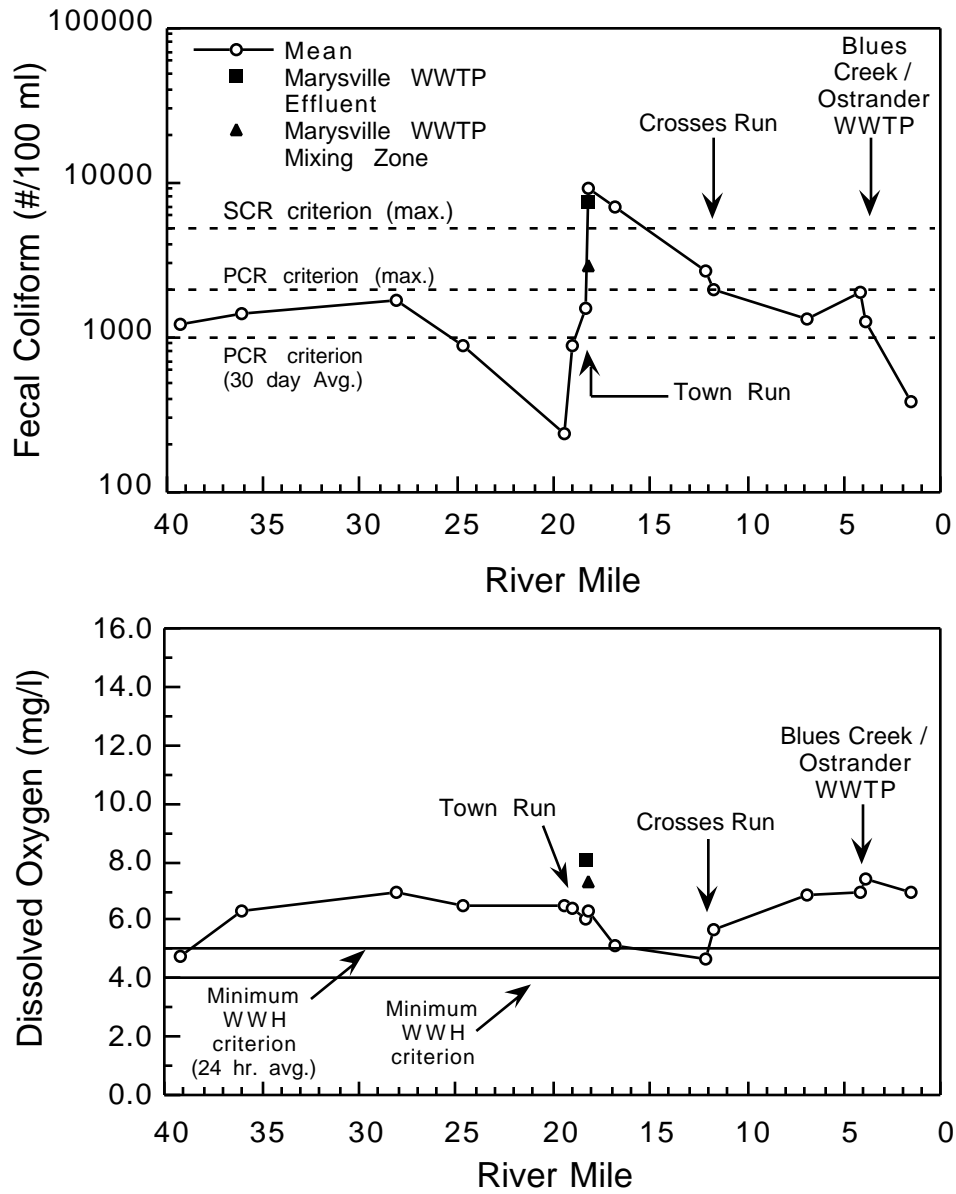 100000
10000
1000
100
Fecal Coliform (#/100 ml)
Mean
Marysville WWTP
Effluent
Marysville WWTP
Mixing Zone
Blues
Creek /
Ostrander
WWTP
Crosses Run
SCR criterion (max.)
PCR criterion (max.)
PCR criterion
(30 day Avg.)
Town Run
40 35 30 25 20 15 10 5 0
River Mile
16.0
14.0
12.0
10.0
8.0
6.0
4.0
2.0
0.0
Dissolved Oxygen (mg/l)
Blues Creek /
Ostrander
WWTP
Town Run
Crosses Run
Minimum
WWH
criterion
(24 hr. avg.)
Minimum
WWH
criterion
40 35 30 25 20 15 10 5 0
River Mile